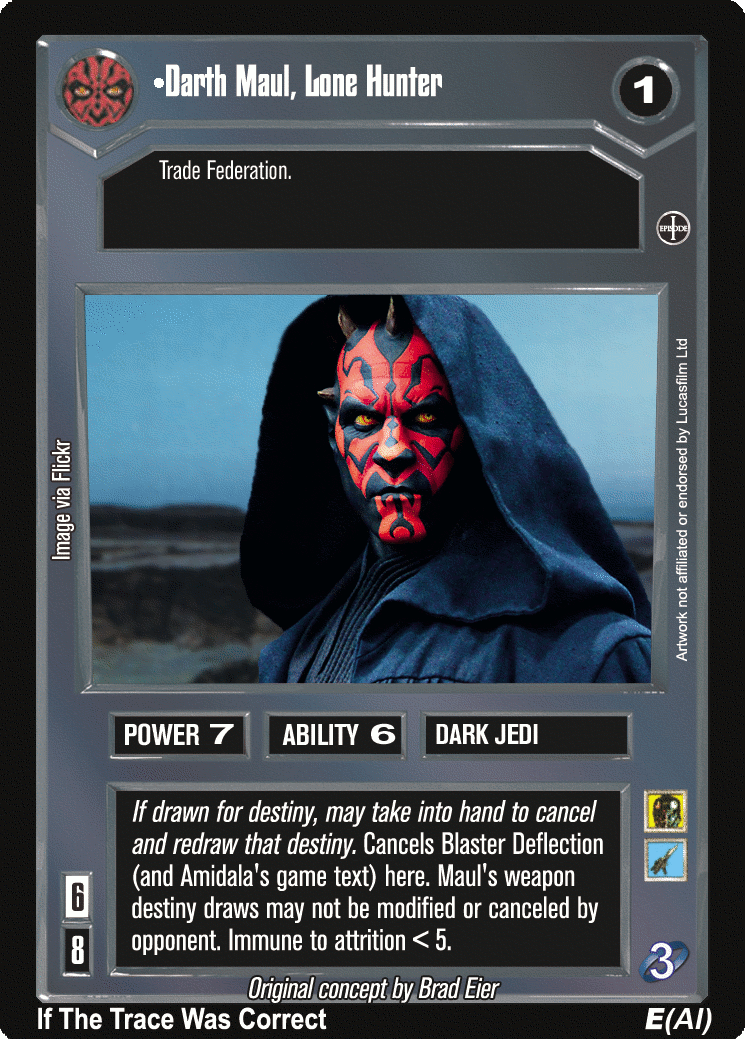 •Darth Maul, Lone Hunter
1
Trade Federation.
EPISODE I
Image via Flickr
Artwork not affiliated or endorsed by Lucasfilm Ltd
POWER 7
ABILITY 6
DARK JEDI
If drawn for destiny, may take into hand to cancel
and redraw that destiny. Cancels Blaster Deflection
(and Amidala's game text) here. Maul's weapon
destiny draws may not be modified or canceled by
opponent. Immune to attrition < 5.
6
8
3
Original concept by Brad Eier
If The Trace Was Correct
E(AI)